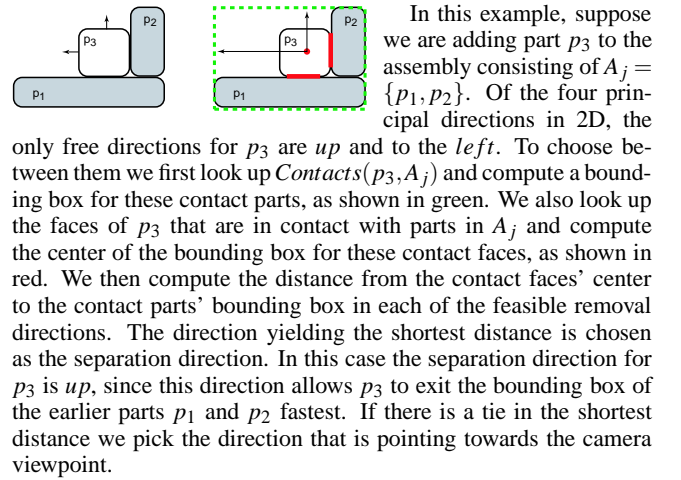 p3
p2
p1
p3
p2
p1
In this example, suppose
we are adding part p3 to the
assembly consisting of Aj =
{p1, p2}. Of the four prin-
cipal directions in 2D, the
only free directions for p3 are up and to the left. To choose be-
tween them we first look up Contacts(p3,Aj) and compute a bound-
ing box for these contact parts, as shown in green. We also look up
the faces of p3 that are in contact with parts in Aj and compute
the center of the bounding box for these contact faces, as shown in
red. We then compute the distance from the contact faces' center
to the contact parts' bounding box in each of the feasible removal
directions. The direction yielding the shortest distance is chosen
as the separation direction. In this case the separation direction for
p3 is up, since this direction allows p3 to exit the bounding box of
the earlier parts p1 and p2 fastest. If there is a tie in the shortest
distance we pick the direction that is pointing towards the camera
viewpoint.